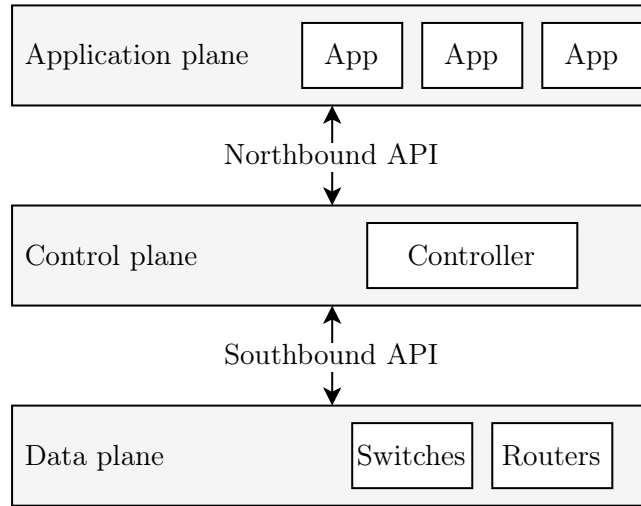 Application plane App App App
Northbound API
Control plane Controller
Southbound API
Data plane Switches Routers